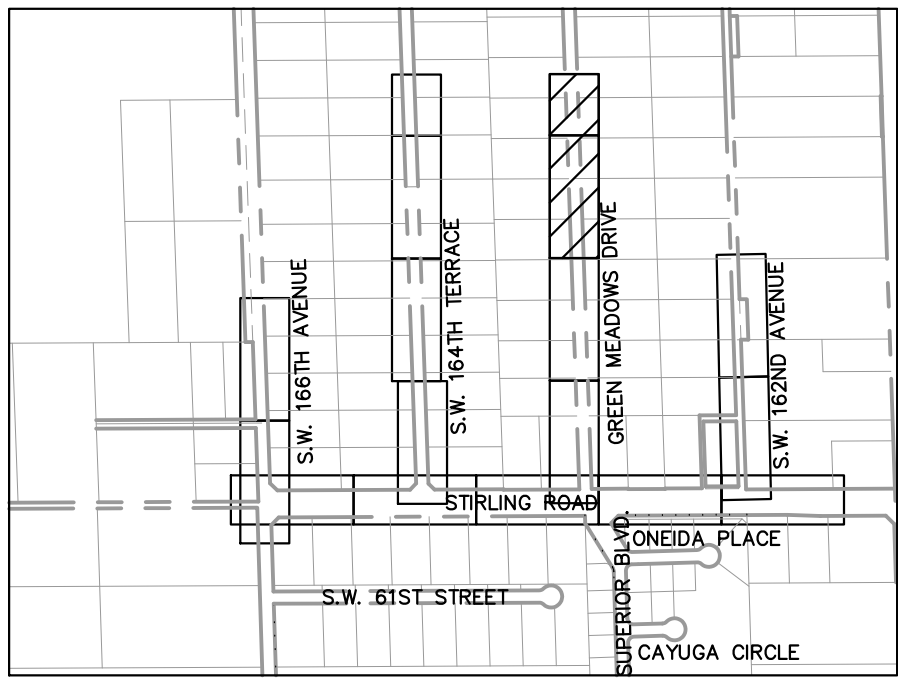 S.W. 166TH AVENUE
S.W. 164TH TERRACE
GREEN MEADOWS DRIVE
S.W. 162ND AVENUE
STIRLING ROAD
SUPERIOR BLVD.
ONEIDA PLACE
S.W. 61ST STREET
CAYUGA CIRCLE